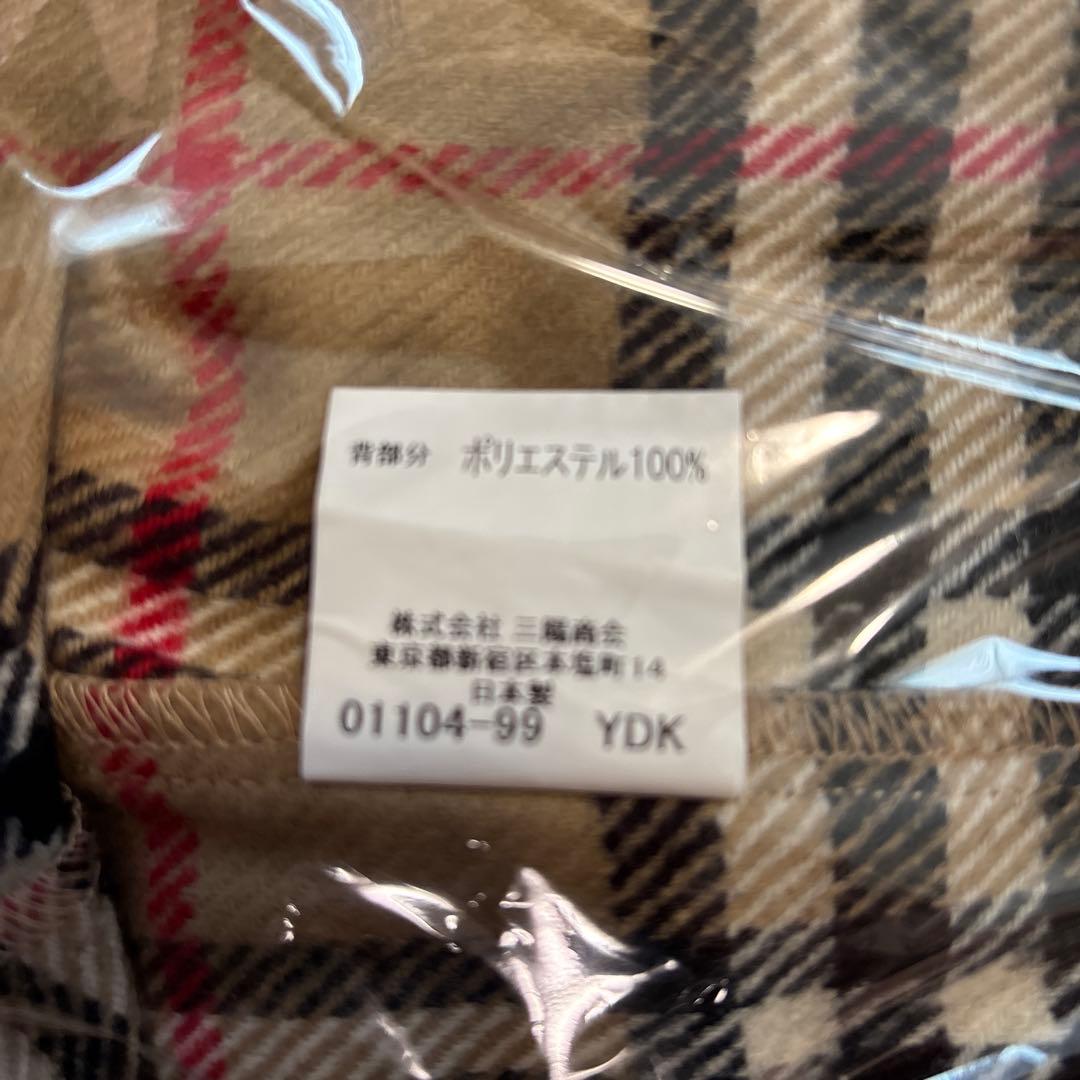 背部分 ポリエステル100%
株式会社 三陽商会
東京都新宿区本塩町14
日本製
01104-99 YDK